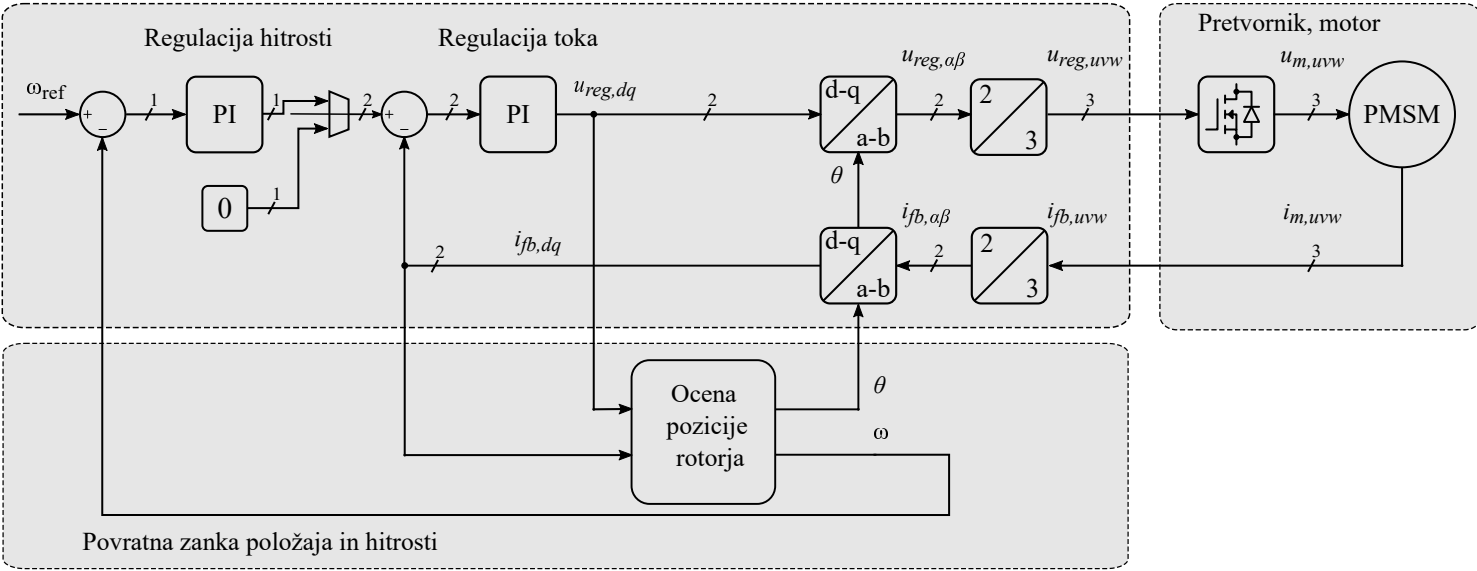 Regulacija hitrosti
Regulacija toka
Pretvornik, motor
ω_ref
+
−
1
PI
1
2
+
−
2
PI
u_reg,dq
2
d-q
a-b
u_reg,αβ
2
2
3
u_reg,uvw
3
u_m,uvw
3
PMSM
0
1
θ
i_fb,dq
2
d-q
a-b
i_fb,αβ
2
2
3
i_fb,uvw
i_m,uvw
3
Ocena
pozicije
rotorja
θ
ω
Povratna zanka položaja in hitrosti